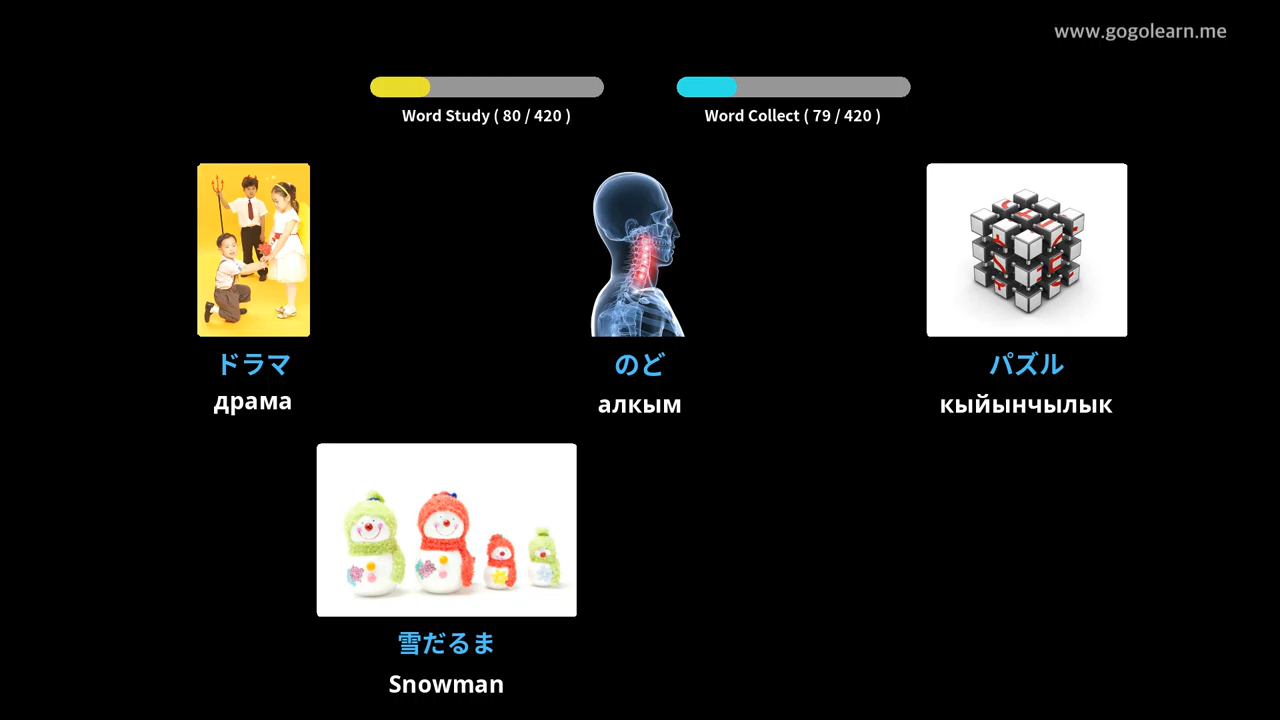 www.gogolearn.me
Word Study ( 80 / 420 )
Word Collect ( 79 / 420 )
ドラマ
драма
のど
алкым
パズル
кыйынчылык
雪だるま
Snowman